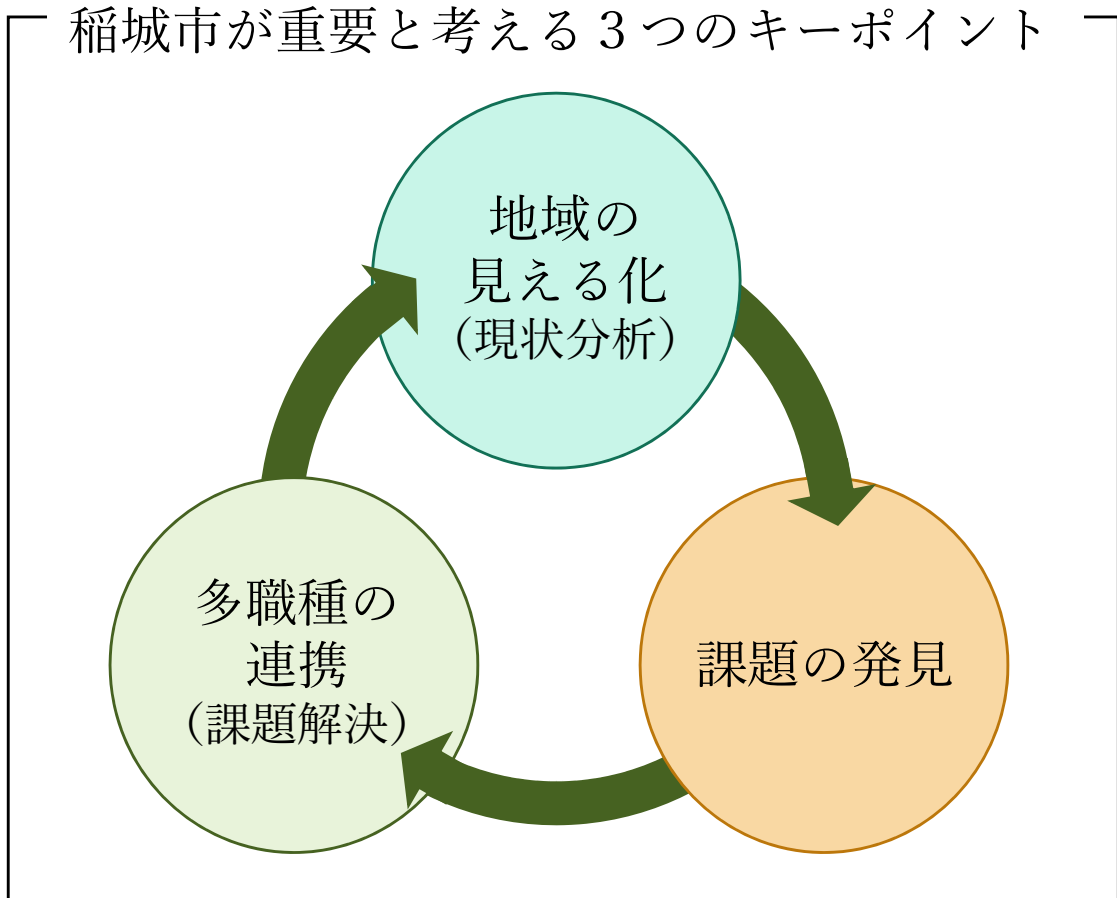 稲城市が重要と考える３つのキーポイント
地域の
見える化
（現状分析）
課題の発見
多職種の
連携
（課題解決）